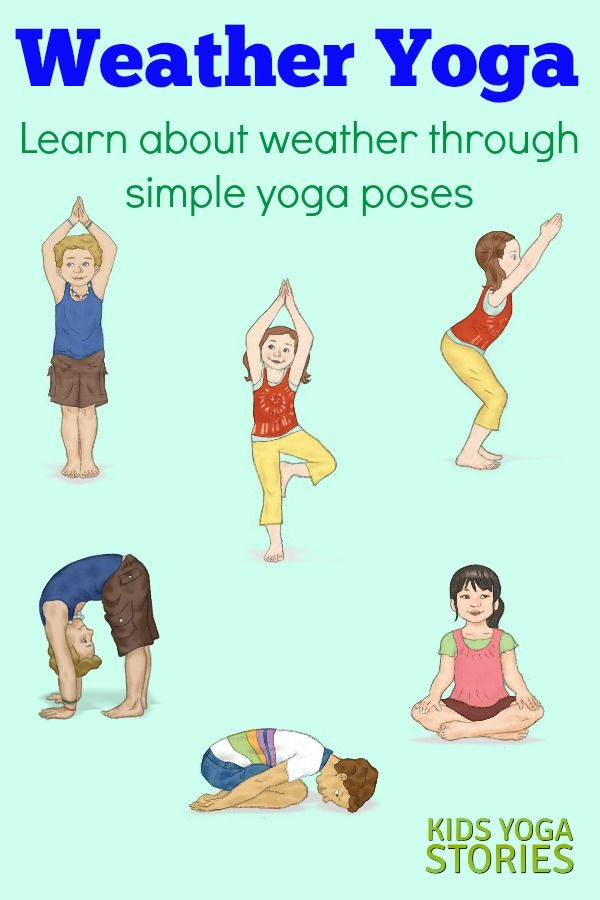 Weather Yoga
Learn about weather through
simple yoga poses
KIDS YOGA
STORIES